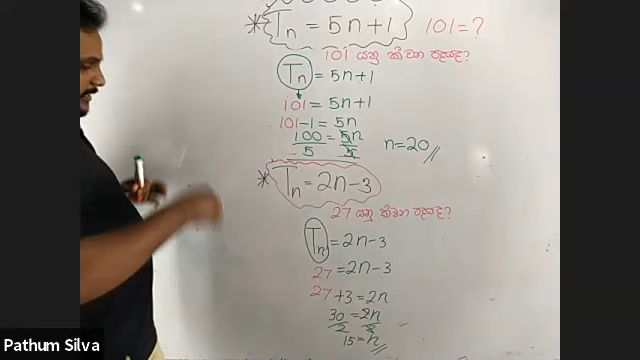 * Tn = 5n+1 101 = ?
101 යනු කීවන පදයද?
Tn = 5n+1
101 = 5n+1
101-1 = 5n
100/5 = 5n/5 n=20//
* Tn = 2n-3
27 යනු කීවන පදයද?
Tn = 2n-3
27 = 2n-3
27+3 = 2n
30/2 = 2n/2
15 = n//
Pathum Silva